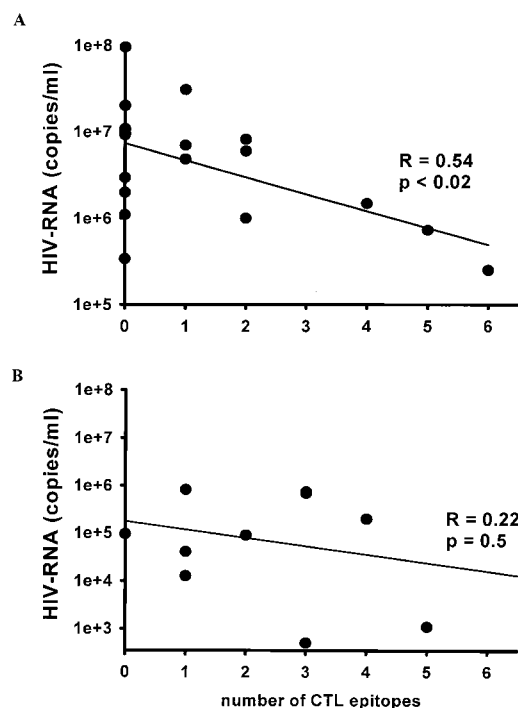 A
HIV-RNA (copies/ml)
1e+8
1e+7
1e+6
1e+5
R = 0.54
p < 0.02
0 1 2 3 4 5 6
B
HIV-RNA (copies/ml)
1e+8
1e+7
1e+6
1e+5
1e+4
1e+3
R = 0.22
p = 0.5
0 1 2 3 4 5 6
number of CTL epitopes